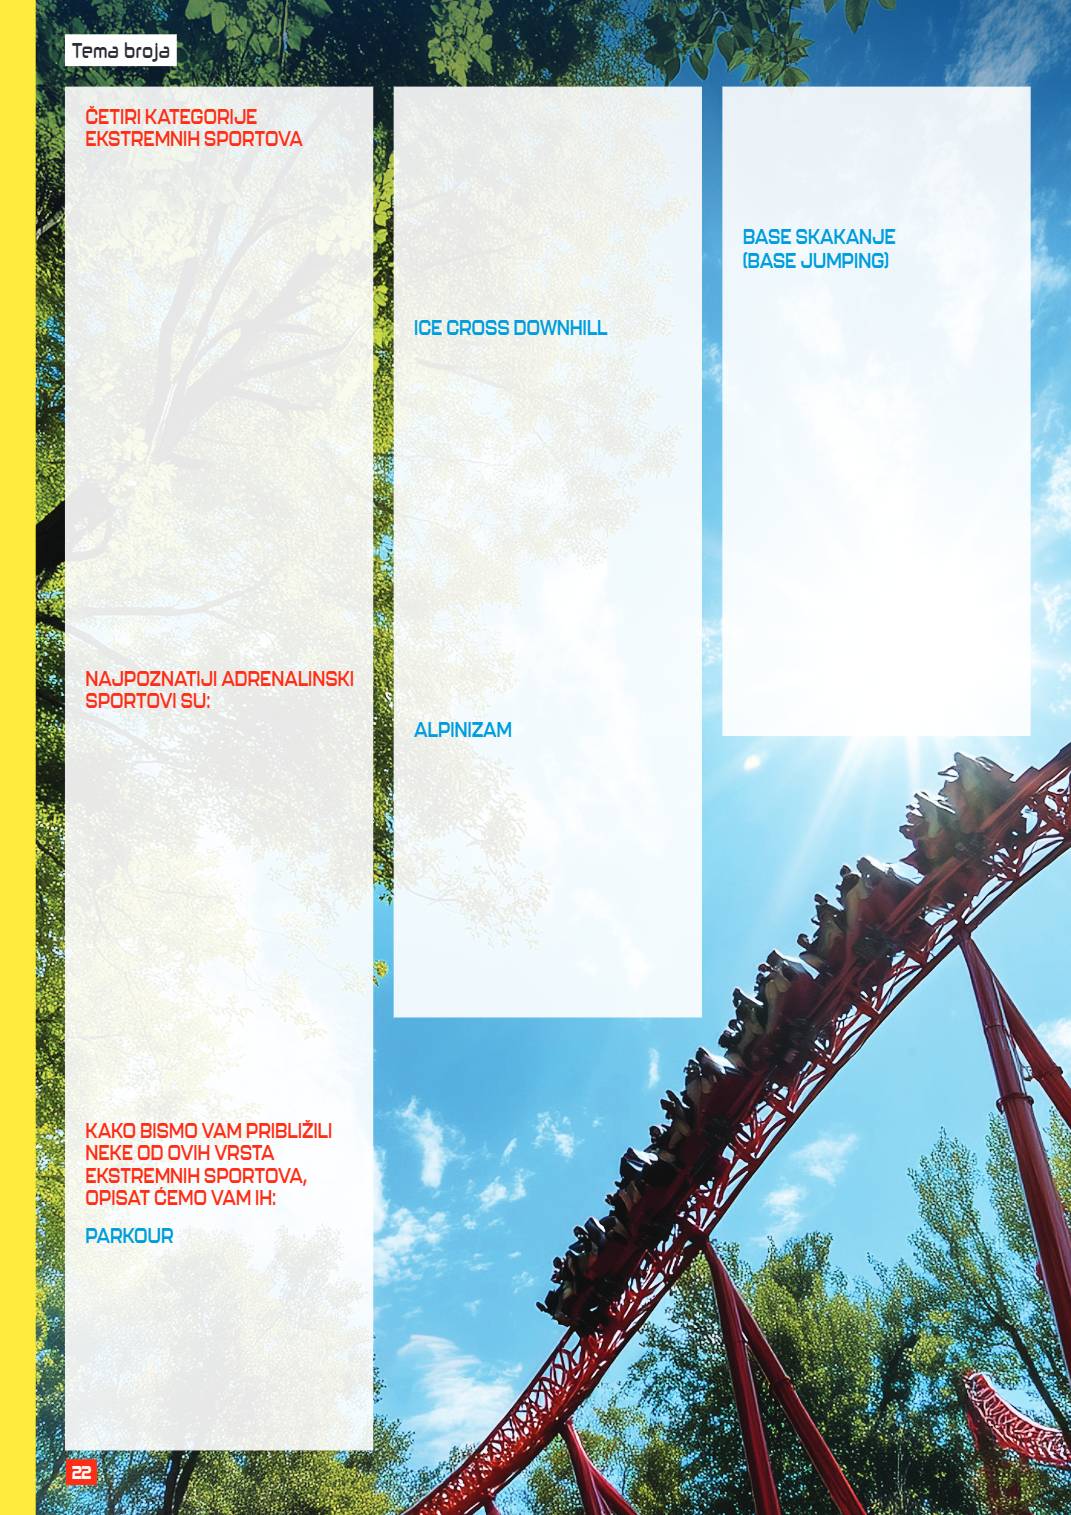 Tema broja
ČETIRI KATEGORIJE
EKSTREMNIH SPORTOVA
NAJPOZNATIJI ADRENALINSKI
SPORTOVI SU:
KAKO BISMO VAM PRIBLIŽILI
NEKE OD OVIH VRSTA
EKSTREMNIH SPORTOVA,
OPISAT ĆEMO VAM IH:
PARKOUR
ICE CROSS DOWNHILL
ALPINIZAM
BASE SKAKANJE
(BASE JUMPING)
22